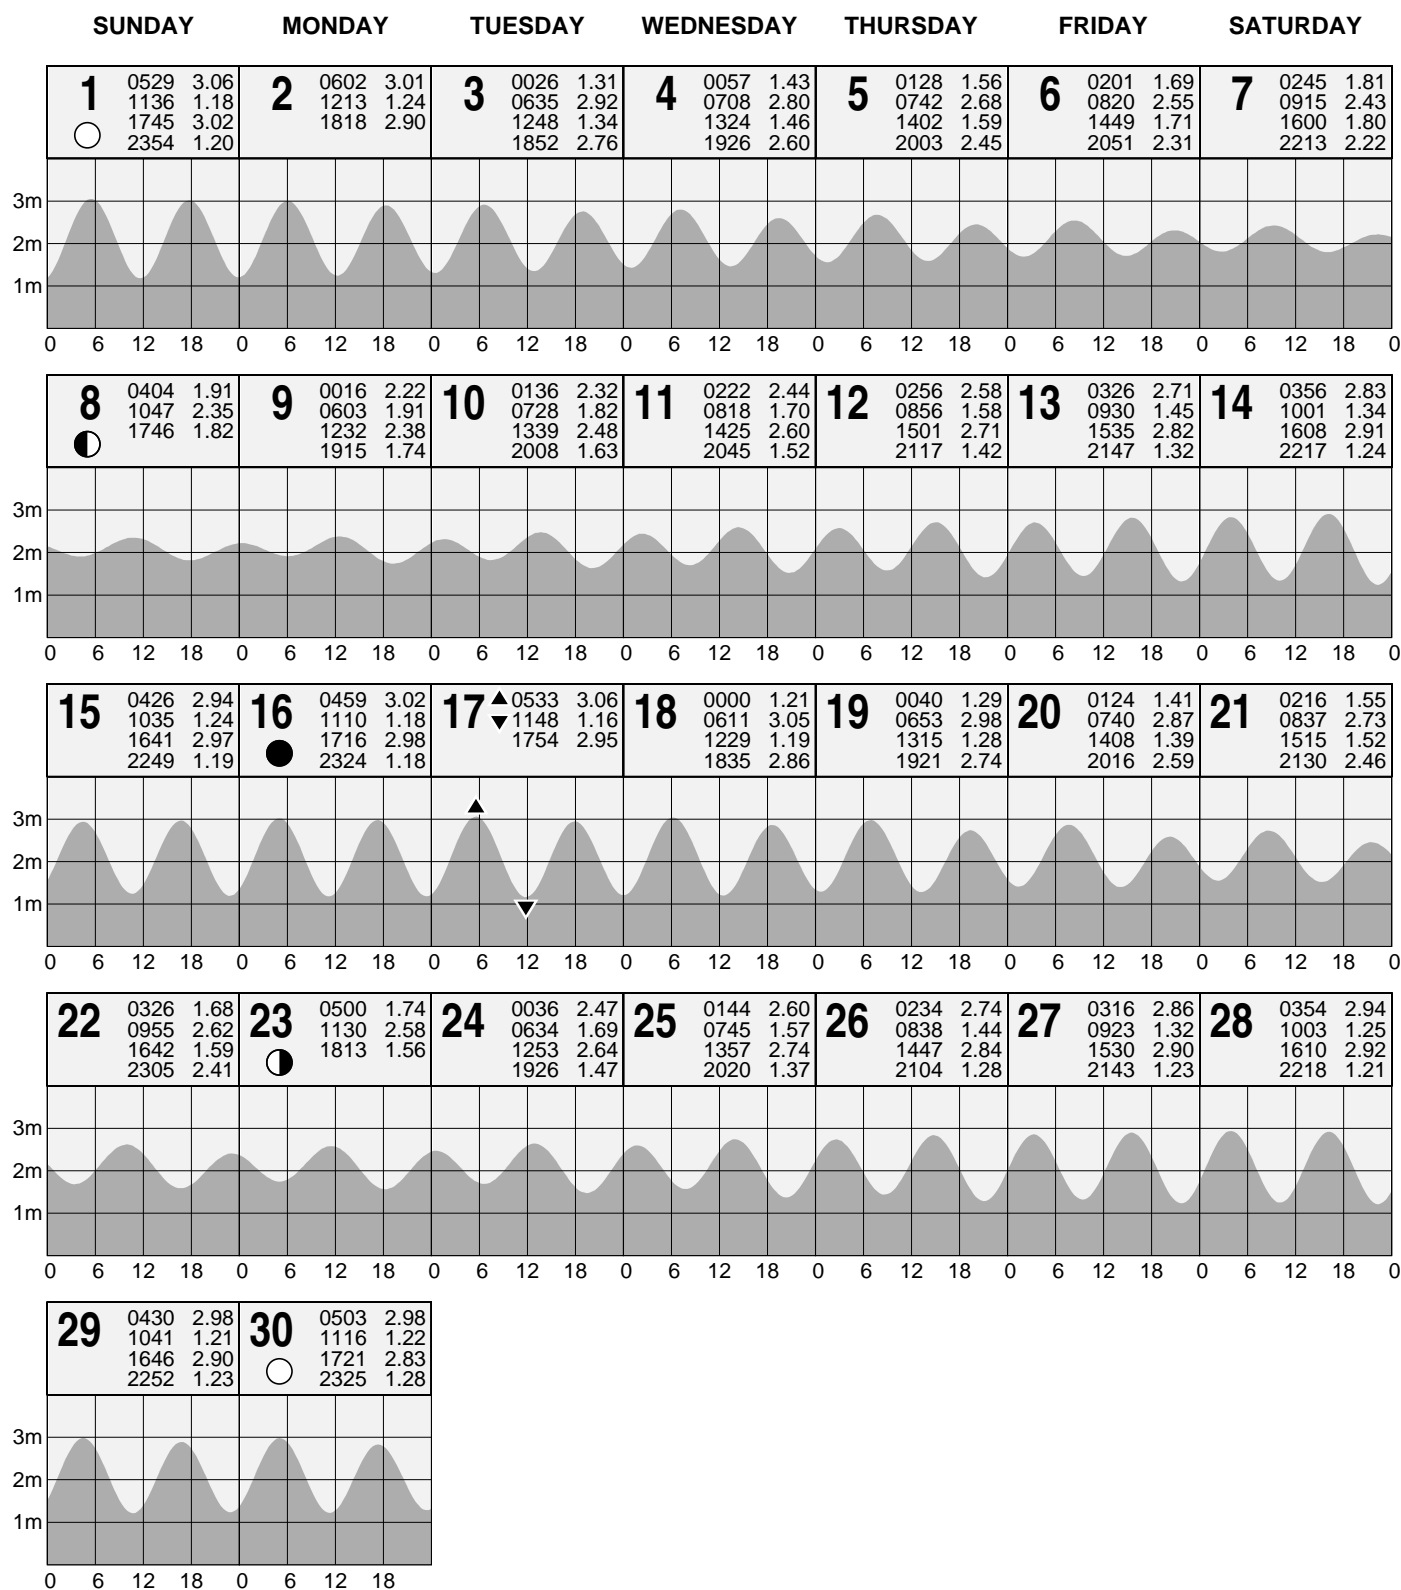 SUNDAY MONDAY TUESDAY WEDNESDAY THURSDAY FRIDAY SATURDAY
1 0529 3.06
1136 1.18
1745 3.02
2354 1.20
2 0602 3.01
1213 1.24
1818 2.90
3 0026 1.31
0635 2.92
1248 1.34
1852 2.76
4 0057 1.43
0708 2.80
1324 1.46
1926 2.60
5 0128 1.56
0742 2.68
1402 1.59
2003 2.45
6 0201 1.69
0820 2.55
1449 1.71
2051 2.31
7 0245 1.81
0915 2.43
1600 1.80
2213 2.22
3m
2m
1m
0 6 12 18 0 6 12 18 0 6 12 18 0 6 12 18 0 6 12 18 0 6 12 18 0 6 12 18 0
8 0404 1.91
1047 2.35
1746 1.82
9 0016 2.22
0603 1.91
1232 2.38
1915 1.74
10 0136 2.32
0728 1.82
1339 2.48
2008 1.63
11 0222 2.44
0818 1.70
1425 2.60
2045 1.52
12 0256 2.58
0856 1.58
1501 2.71
2117 1.42
13 0326 2.71
0930 1.45
1535 2.82
2147 1.32
14 0356 2.83
1001 1.34
1608 2.91
2217 1.24
3m
2m
1m
0 6 12 18 0 6 12 18 0 6 12 18 0 6 12 18 0 6 12 18 0 6 12 18 0 6 12 18 0
15 0426 2.94
1035 1.24
1641 2.97
2249 1.19
16 0459 3.02
1110 1.18
1716 2.98
2324 1.18
17 0533 3.06
1148 1.16
1754 2.95
18 0000 1.21
0611 3.05
1229 1.19
1835 2.86
19 0040 1.29
0653 2.98
1315 1.28
1921 2.74
20 0124 1.41
0740 2.87
1408 1.39
2016 2.59
21 0216 1.55
0837 2.73
1515 1.52
2130 2.46
3m
2m
1m
0 6 12 18 0 6 12 18 0 6 12 18 0 6 12 18 0 6 12 18 0 6 12 18 0 6 12 18 0
22 0326 1.68
0955 2.62
1642 1.59
2305 2.41
23 0500 1.74
1130 2.58
1813 1.56
24 0036 2.47
0634 1.69
1253 2.64
1926 1.47
25 0144 2.60
0745 1.57
1357 2.74
2020 1.37
26 0234 2.74
0838 1.44
1447 2.84
2104 1.28
27 0316 2.86
0923 1.32
1530 2.90
2143 1.23
28 0354 2.94
1003 1.25
1610 2.92
2218 1.21
3m
2m
1m
0 6 12 18 0 6 12 18 0 6 12 18 0 6 12 18 0 6 12 18 0 6 12 18 0 6 12 18 0
29 0430 2.98
1041 1.21
1646 2.90
2252 1.23
30 0503 2.98
1116 1.22
1721 2.83
2325 1.28
3m
2m
1m
0 6 12 18 0 6 12 18